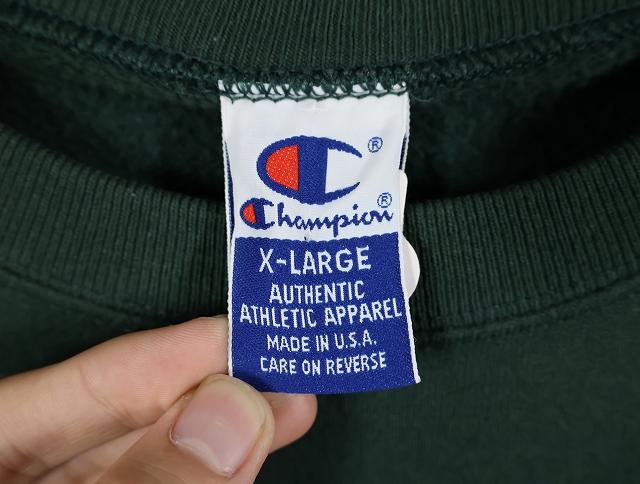 C ®
Champion ®
X-LARGE
AUTHENTIC
ATHLETIC APPAREL
MADE IN U.S.A.
CARE ON REVERSE